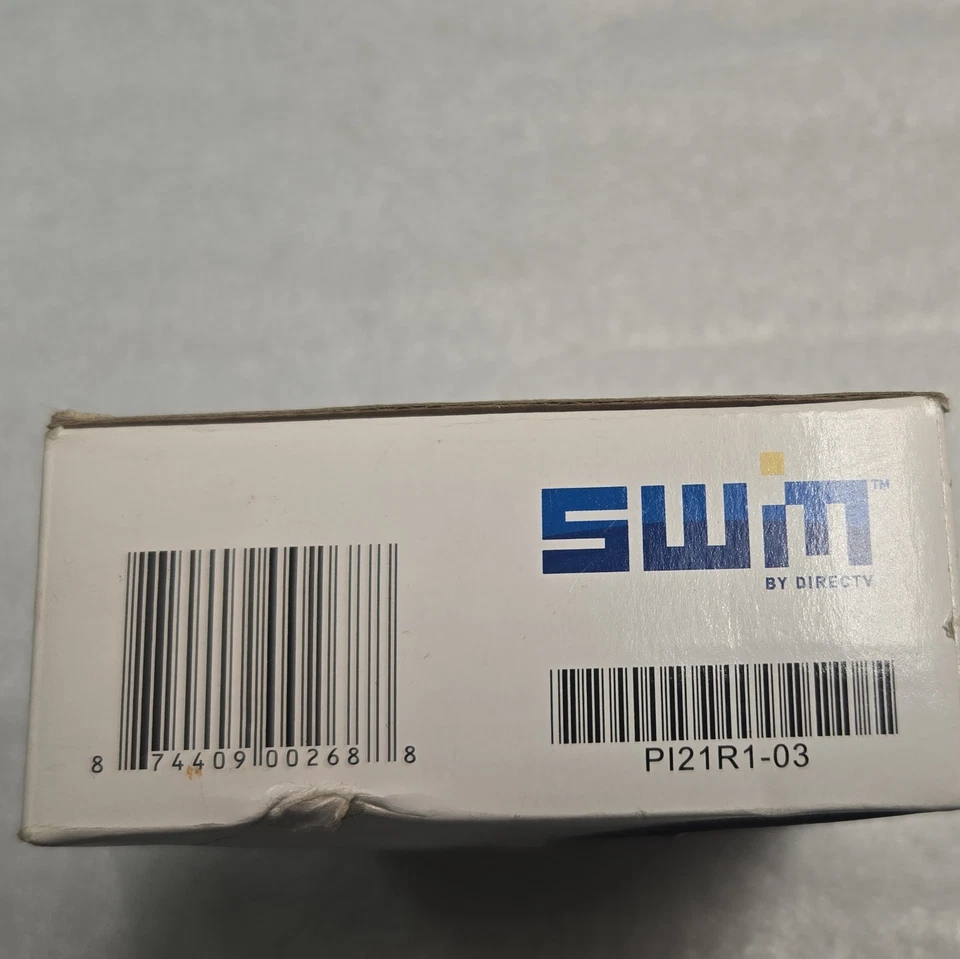 SWiM™
BY DIRECTV
8 74409 00268 8
PI21R1-03